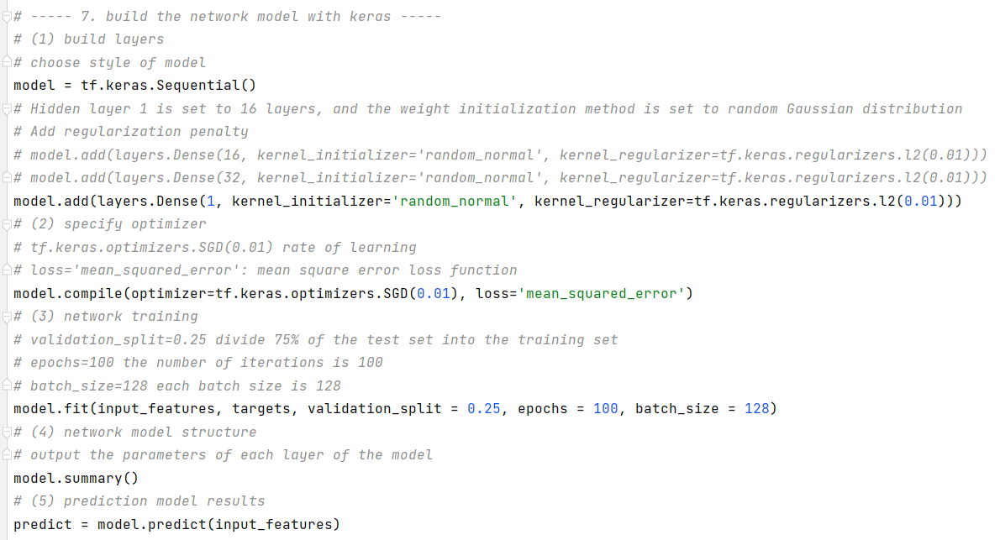 # ----- 7. build the network model with keras -----
# (1) build layers
# choose style of model
model = tf.keras.Sequential()
# Hidden layer 1 is set to 16 layers, and the weight initialization method is set to random Gaussian distribution
# Add regularization penalty
# model.add(layers.Dense(16, kernel_initializer='random_normal', kernel_regularizer=tf.keras.regularizers.l2(0.01)))
# model.add(layers.Dense(32, kernel_initializer='random_normal', kernel_regularizer=tf.keras.regularizers.l2(0.01)))
model.add(layers.Dense(1, kernel_initializer='random_normal', kernel_regularizer=tf.keras.regularizers.l2(0.01)))
# (2) specify optimizer
# tf.keras.optimizers.SGD(0.01) rate of learning
# loss='mean_squared_error': mean square error loss function
model.compile(optimizer=tf.keras.optimizers.SGD(0.01), loss='mean_squared_error')
# (3) network training
# validation_split=0.25 divide 75% of the test set into the training set
# epochs=100 the number of iterations is 100
# batch_size=128 each batch size is 128
model.fit(input_features, targets, validation_split = 0.25, epochs = 100, batch_size = 128)
# (4) network model structure
# output the parameters of each layer of the model
model.summary()
# (5) prediction model results
predict = model.predict(input_features)